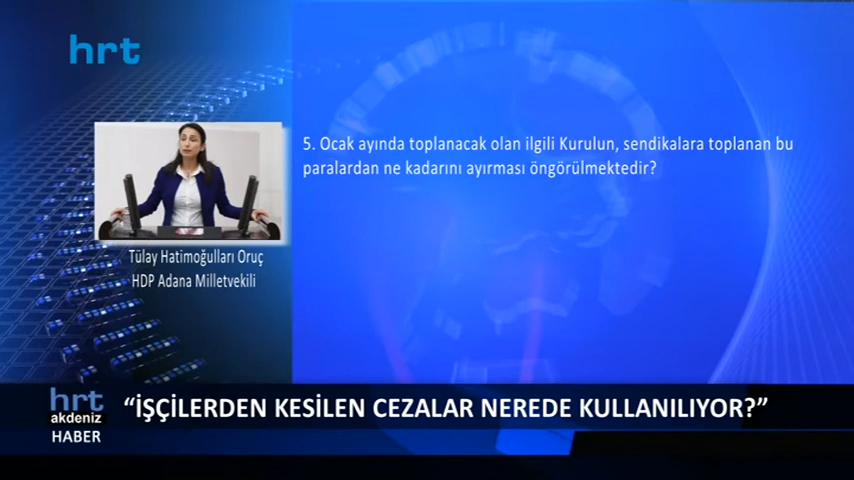 hrt
5. Ocak ayında toplanacak olan ilgili Kurulun, sendikalara toplanan bu
paralardan ne kadarını ayırması öngörülmektedir?
Tülay Hatimoğulları Oruç
HDP Adana Milletvekili
hrt
akdeniz
HABER
“İŞÇİLERDEN KESİLEN CEZALAR NEREDE KULLANILIYOR?”